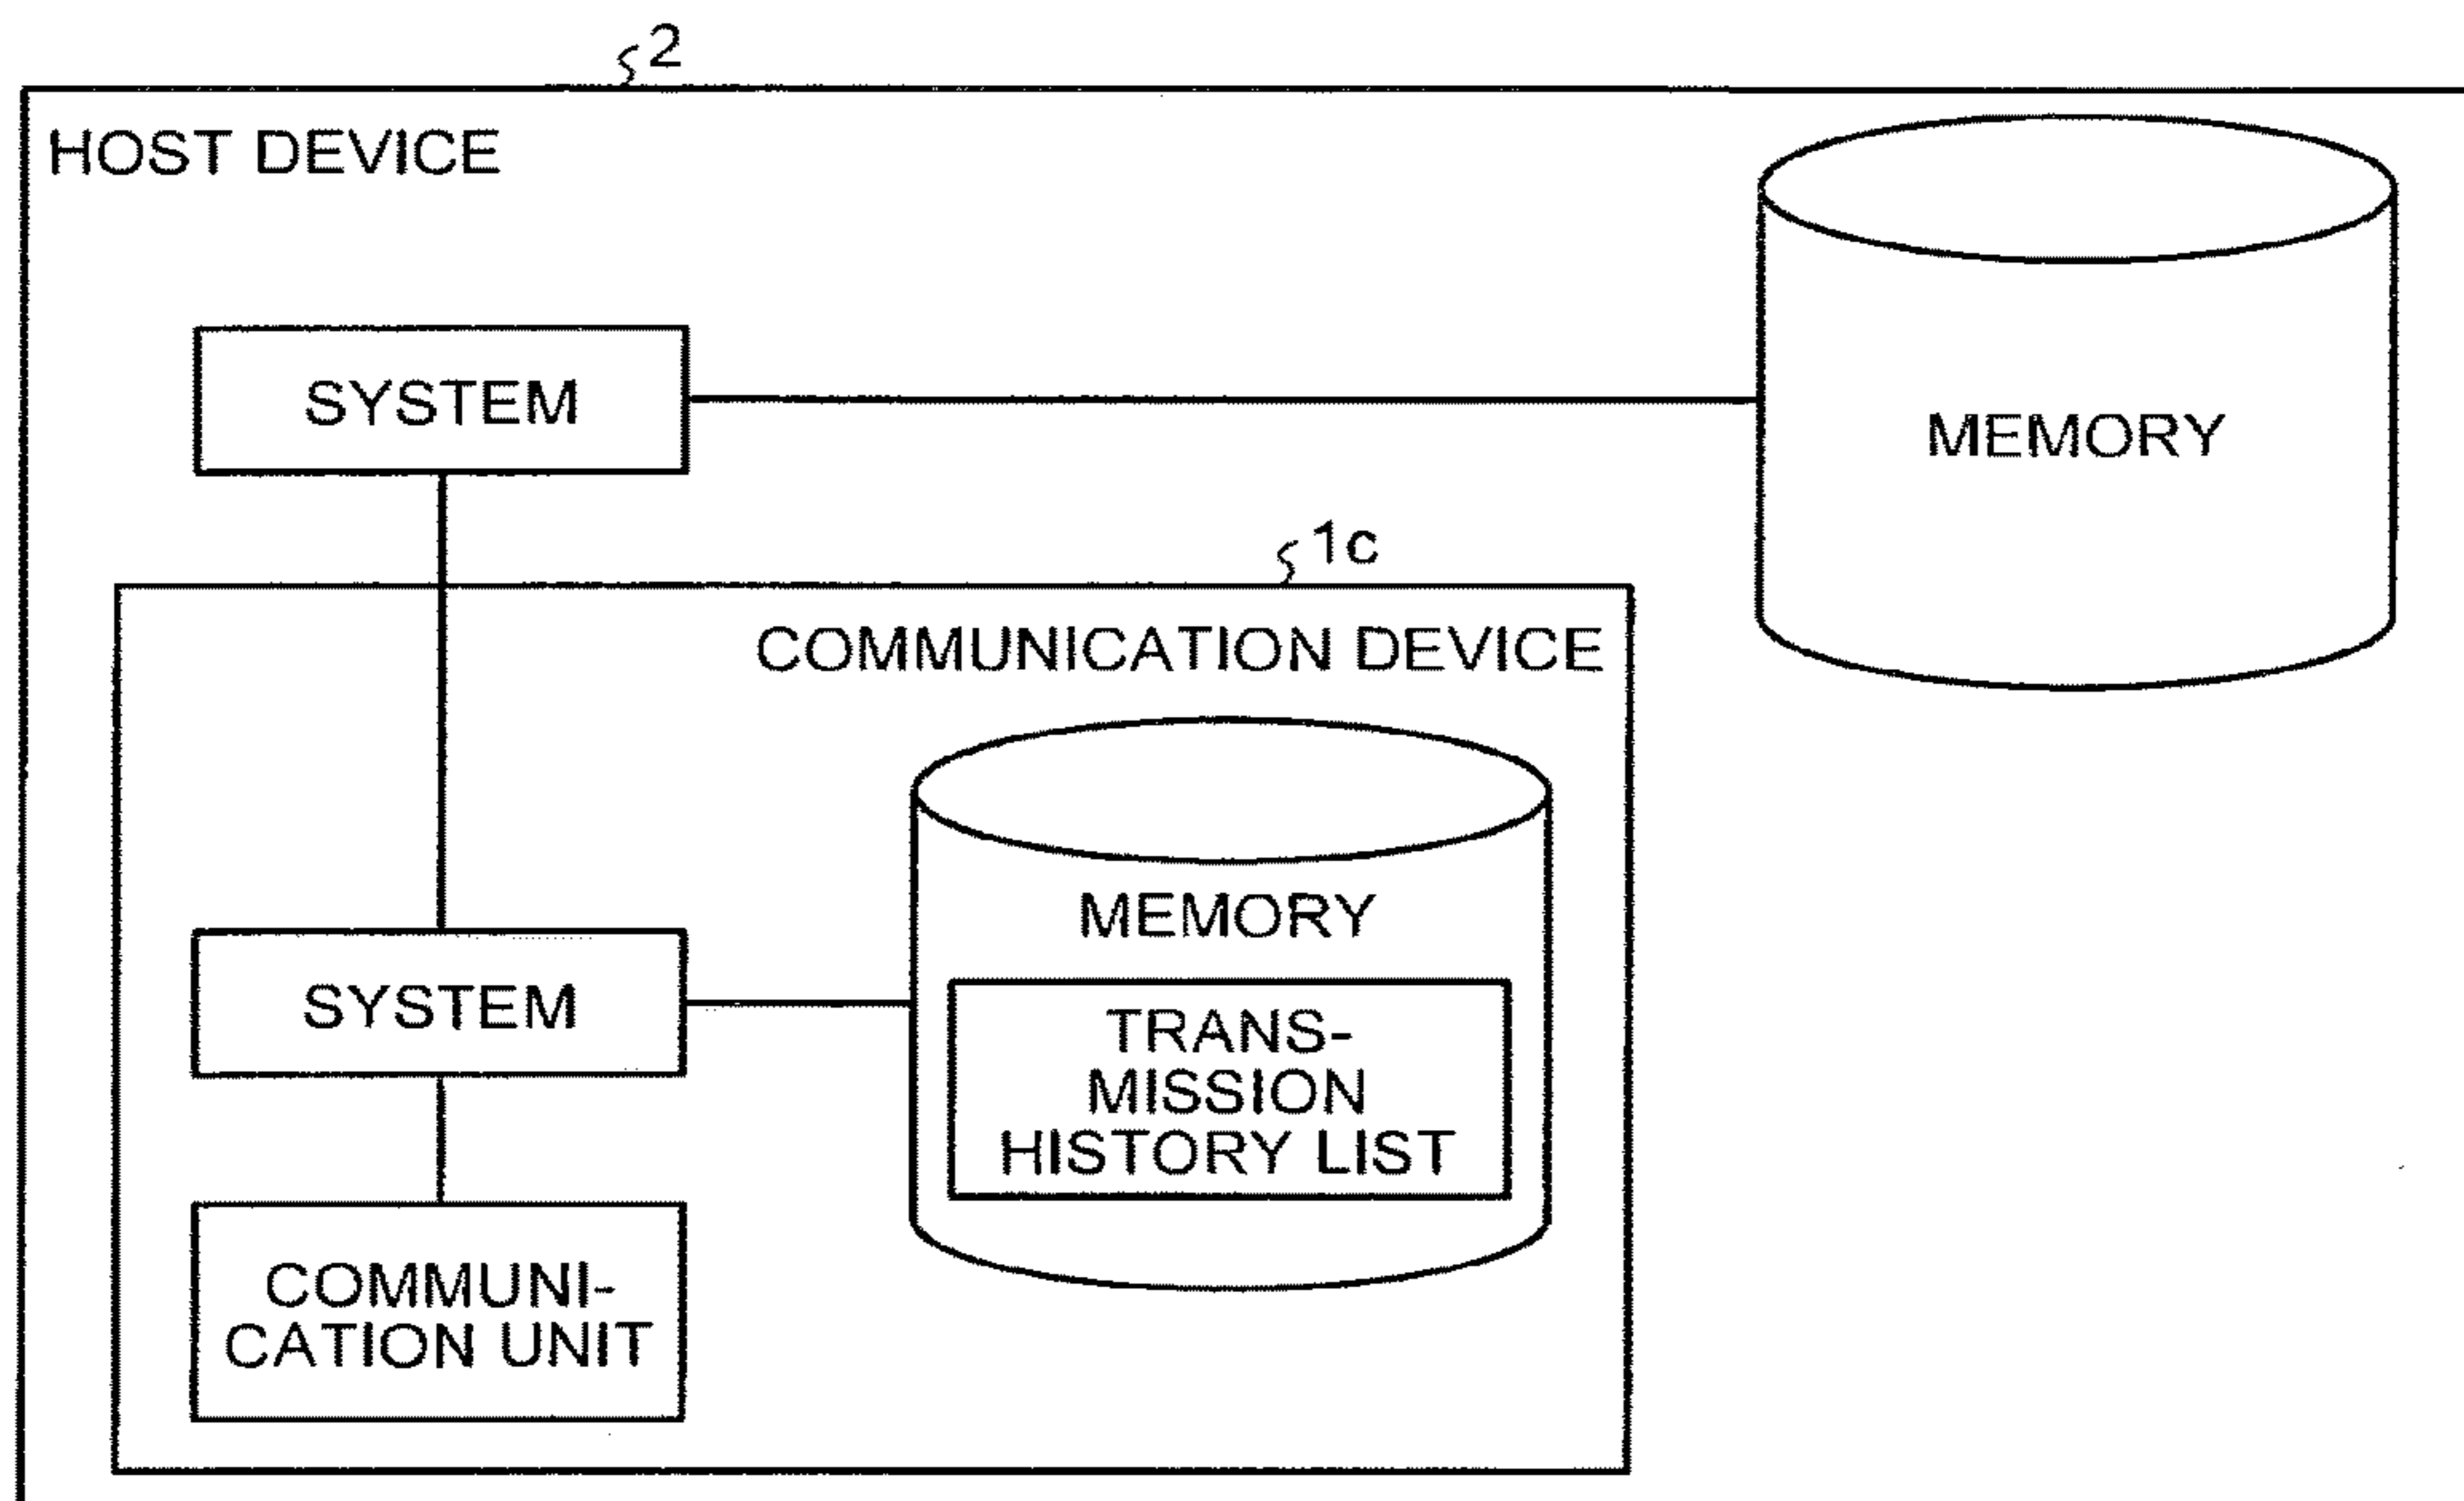 2
HOST DEVICE
SYSTEM
MEMORY
1c
COMMUNICATION DEVICE
MEMORY
SYSTEM
TRANS-
MISSION
HISTORY LIST
COMMUNI-
CATION UNIT